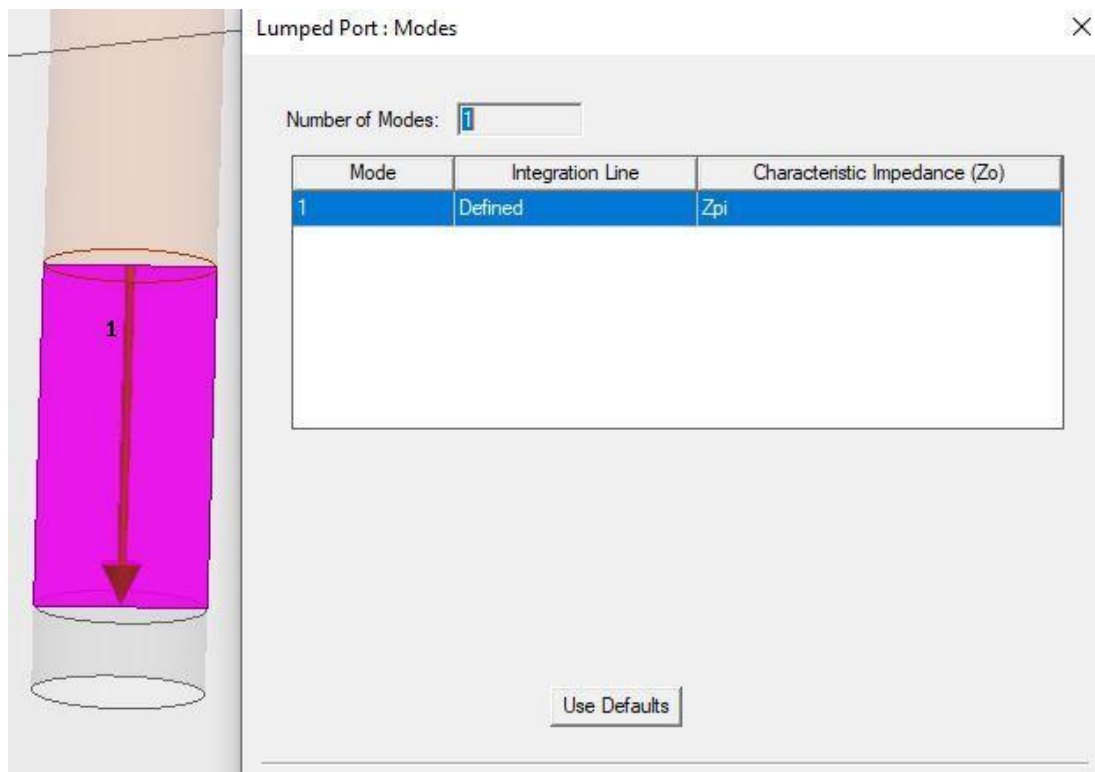 Lumped Port : Modes
Number of Modes: 1
Mode Integration Line Characteristic Impedance (Zo)
1 Defined Zpi
1
Use Defaults